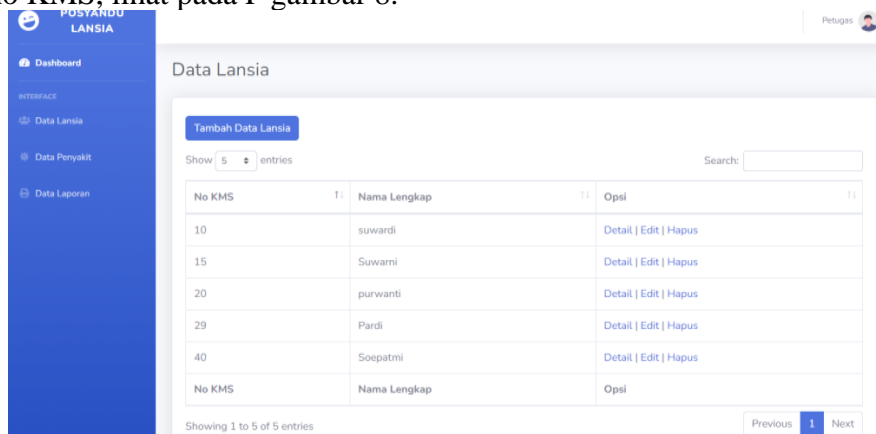 POSYANDU
LANSIA
Petugas
Dashboard
INTERFACE
Data Lansia
Data Penyakit
Data Laporan
Data Lansia
Tambah Data Lansia
Show 5 entries
Search:
No KMS Nama Lengkap Opsi
10 suwardi Detail | Edit | Hapus
15 Suwarni Detail | Edit | Hapus
20 purwanti Detail | Edit | Hapus
29 Pardi Detail | Edit | Hapus
40 Soepatmi Detail | Edit | Hapus
No KMS Nama Lengkap Opsi
Showing 1 to 5 of 5 entries
Previous 1 Next